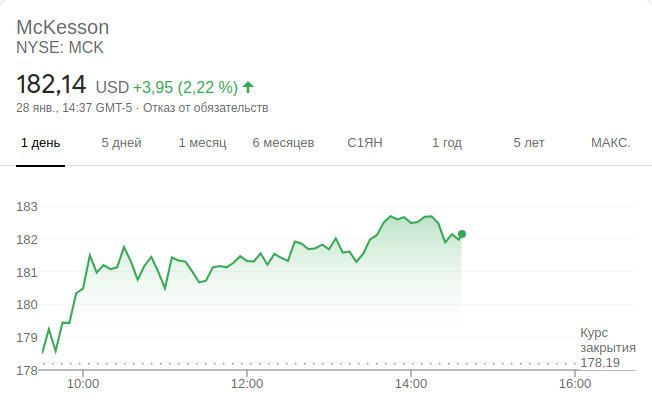 McKesson
NYSE: MCK
182,14 USD +3,95 (2,22 %)
28 янв., 14:37 GMT-5 · Отказ от обязательств
1 день 5 дней 1 месяц 6 месяцев С1ЯН 1 год 5 лет МАКС.
183
182
181
180
179
178
Курс
закрытия
178,19
10:00 12:00 14:00 16:00